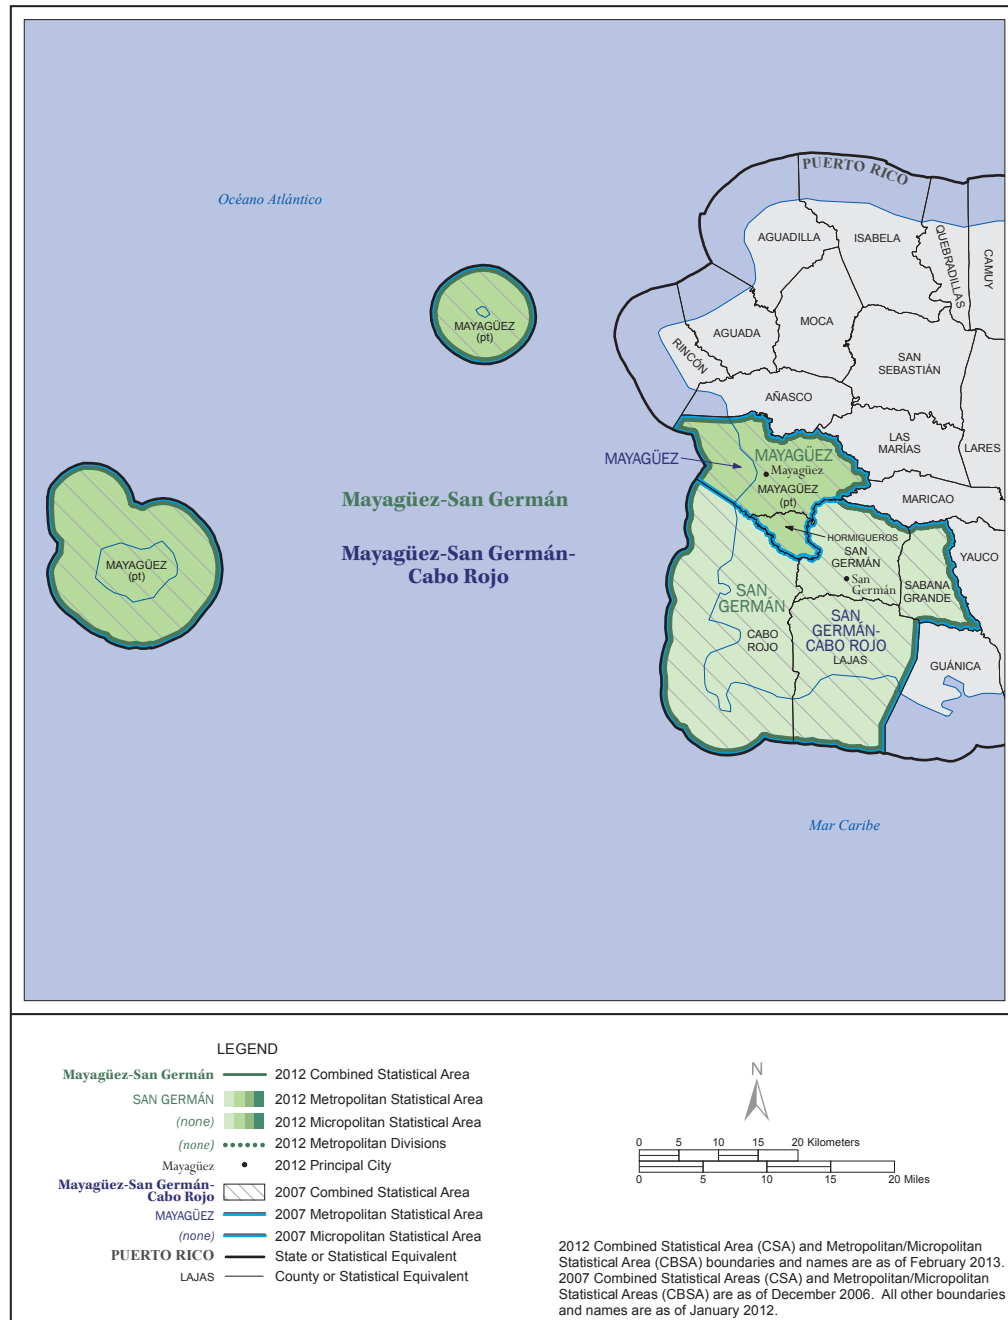 PUERTO RICO
Océano Atlántico
AGUADILLA
ISABELA
QUEBRADILLAS
CAMUY
MAYAGÜEZ
(pt)
RINCÓN
AGUADA
MOCA
SAN
SEBASTIÁN
AÑASCO
LAS
MARÍAS
LARES
MAYAGÜEZ
MAYAGÜEZ
Mayagüez
MAYAGÜEZ
(pt)
MARICAO
Mayagüez-San Germán
HORMIGUEROS
SAN
GERMÁN
YAUCO
Mayagüez-San Germán-
Cabo Rojo
MAYAGÜEZ
(pt)
San
Germán
SABANA
GRANDE
SAN
GERMÁN
SAN
GERMÁN-
CABO ROJO
CABO
ROJO
LAJAS
GUÁNICA
Mar Caribe
LEGEND
Mayagüez-San Germán 2012 Combined Statistical Area
SAN GERMÁN 2012 Metropolitan Statistical Area
(none) 2012 Micropolitan Statistical Area
(none) 2012 Metropolitan Divisions
Mayagüez 2012 Principal City
Mayagüez-San Germán-
Cabo Rojo 2007 Combined Statistical Area
MAYAGÜEZ 2007 Metropolitan Statistical Area
(none) 2007 Micropolitan Statistical Area
PUERTO RICO State or Statistical Equivalent
LAJAS County or Statistical Equivalent
N
0 5 10 15 20 Kilometers
0 5 10 15 20 Miles
2012 Combined Statistical Area (CSA) and Metropolitan/Micropolitan
Statistical Area (CBSA) boundaries and names are as of February 2013.
2007 Combined Statistical Areas (CSA) and Metropolitan/Micropolitan
Statistical Areas (CBSA) are as of December 2006. All other boundaries
and names are as of January 2012.